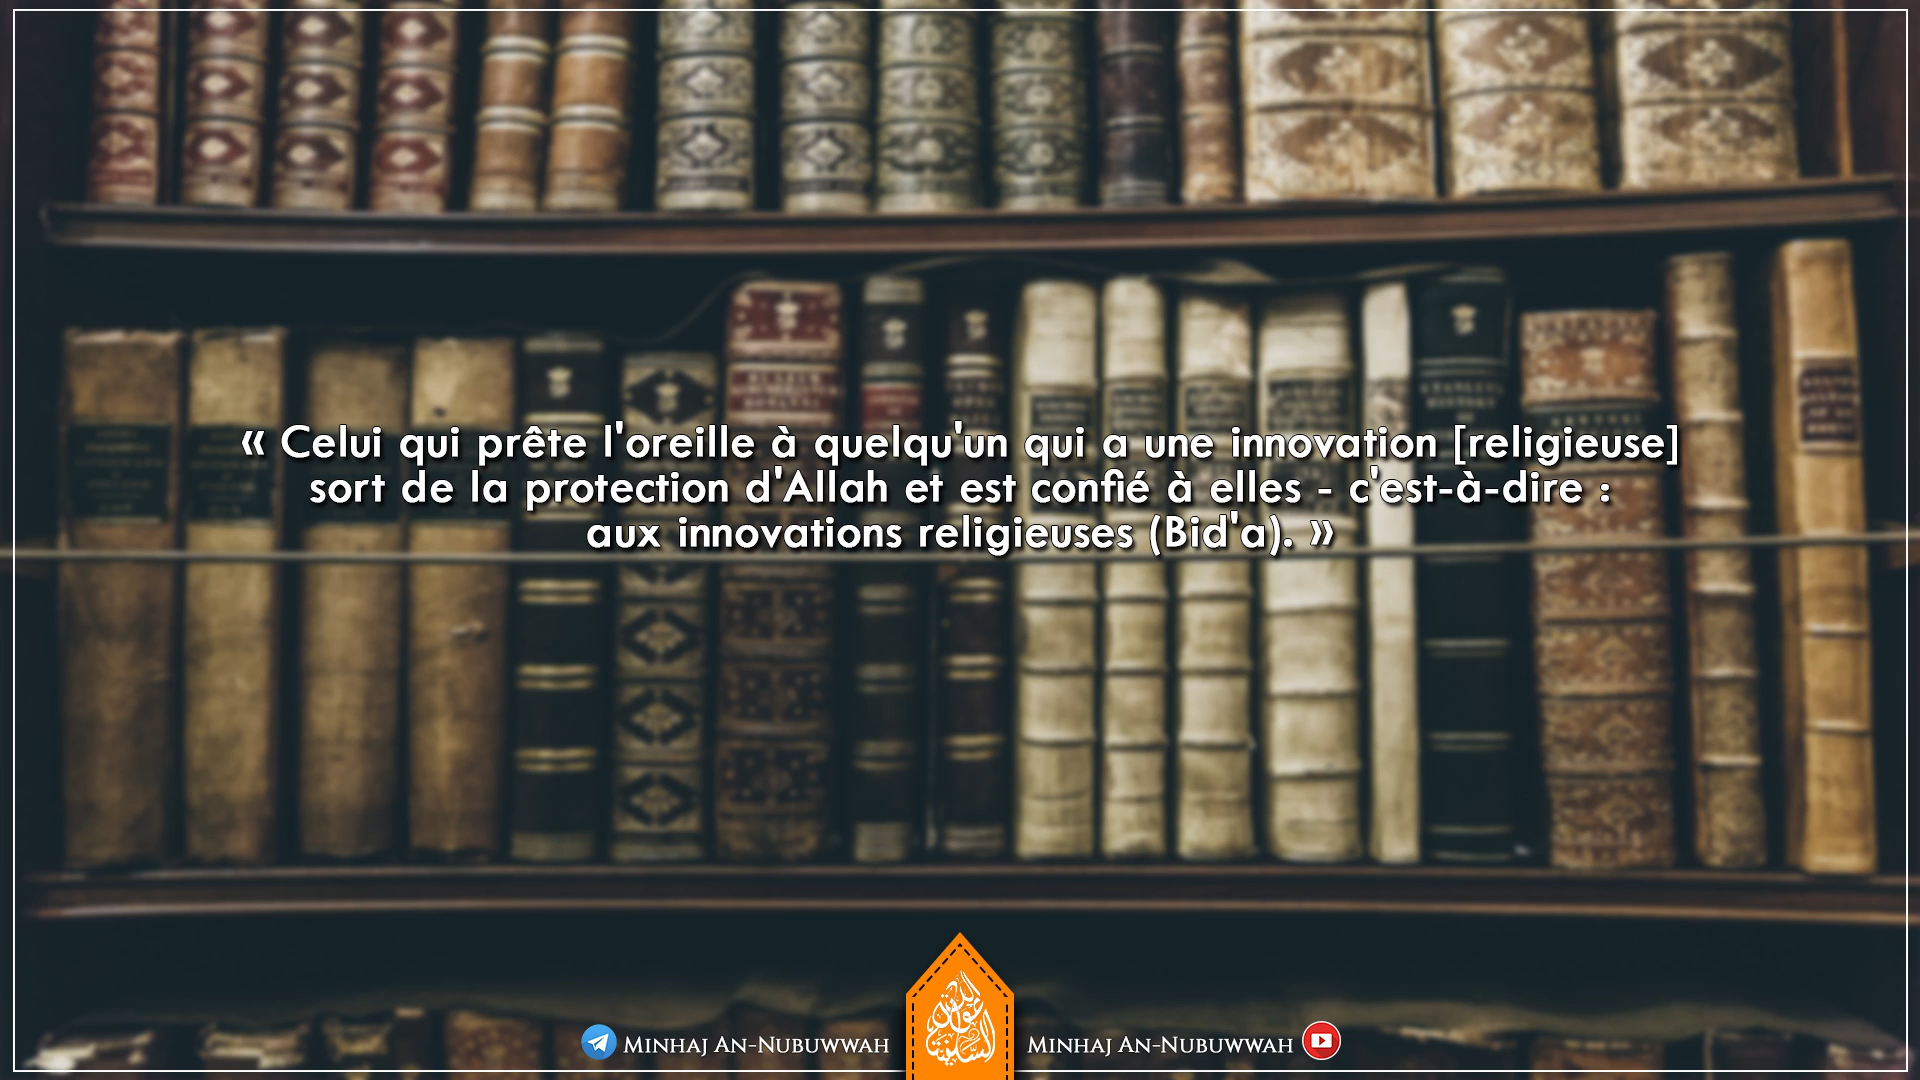 « Celui qui prête l'oreille à quelqu'un qui a une innovation [religieuse]
sort de la protection d'Allah et est confié à elles - c'est-à-dire :
aux innovations religieuses (Bid'a). »
Minhaj An-Nubuwwah
Minhaj An-Nubuwwah